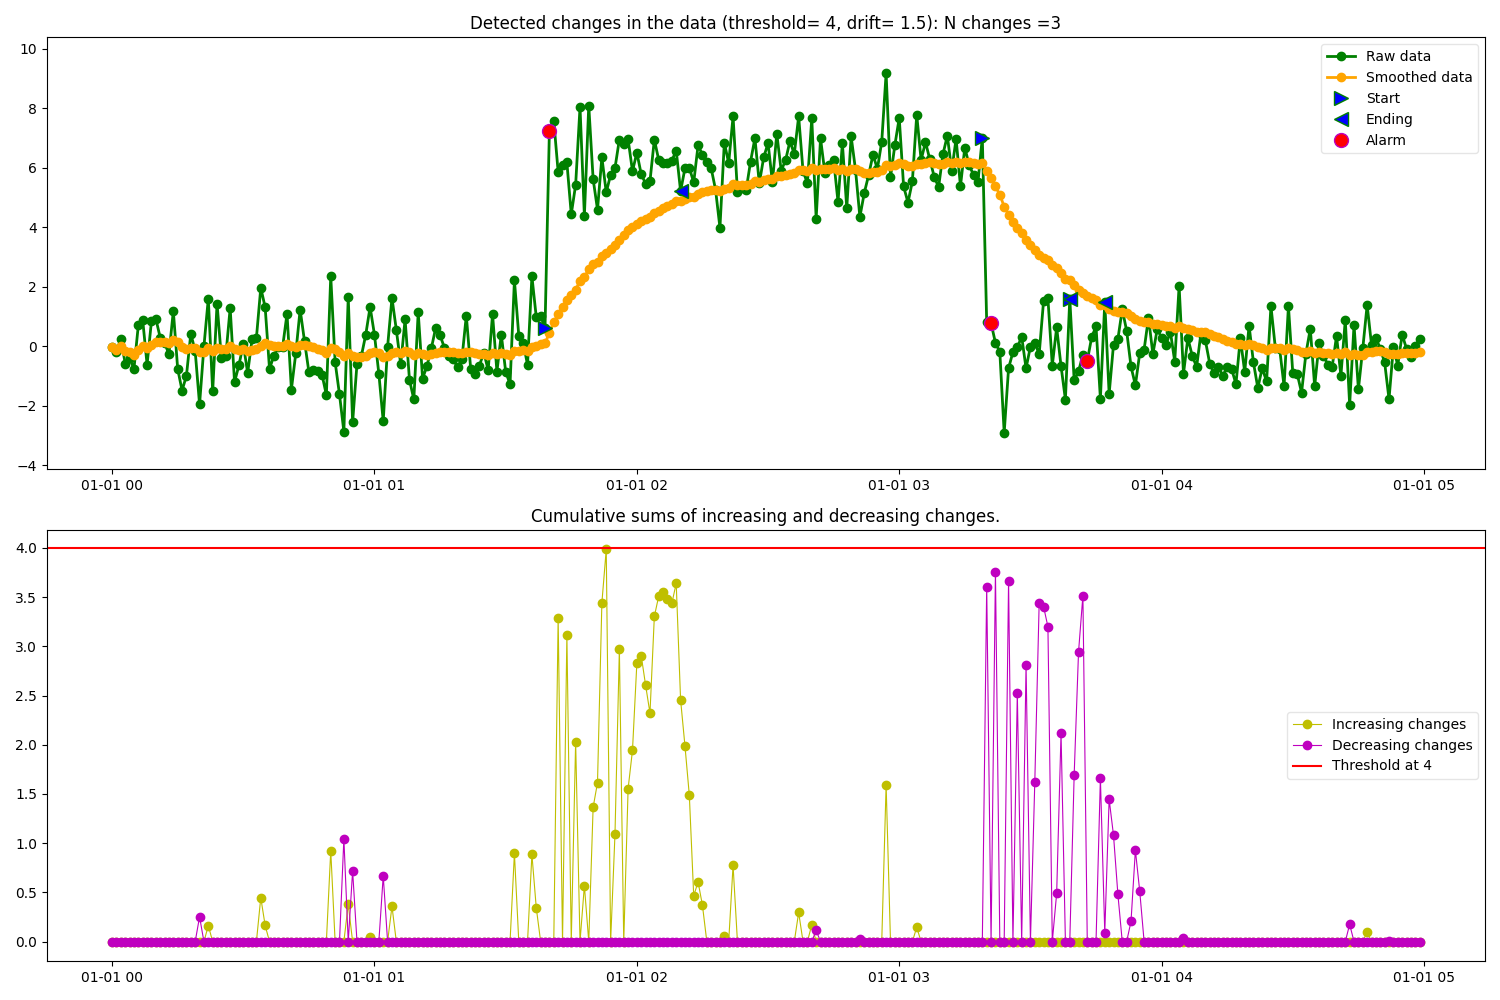 Detected changes in the data (threshold= 4, drift= 1.5): N changes =3
10
8
6
4
2
0
−2
−4
Raw data
Smoothed data
Start
Ending
Alarm
01-01 00
01-01 01
01-01 02
01-01 03
01-01 04
01-01 05
Cumulative sums of increasing and decreasing changes.
4.0
3.5
3.0
2.5
2.0
1.5
1.0
0.5
0.0
Increasing changes
Decreasing changes
Threshold at 4
01-01 00
01-01 01
01-01 02
01-01 03
01-01 04
01-01 05